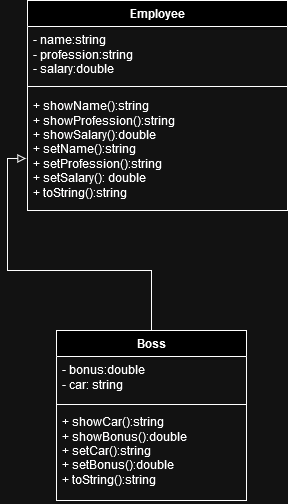 Employee
- name:string
- profession:string
- salary:double
+ showName():string
+ showProfession():string
+ showSalary():double
+ setName():string
+ setProfession():string
+ setSalary(): double
+ toString():string
Boss
- bonus:double
- car: string
+ showCar():string
+ showBonus():double
+ setCar():string
+ setBonus():double
+ toString():string